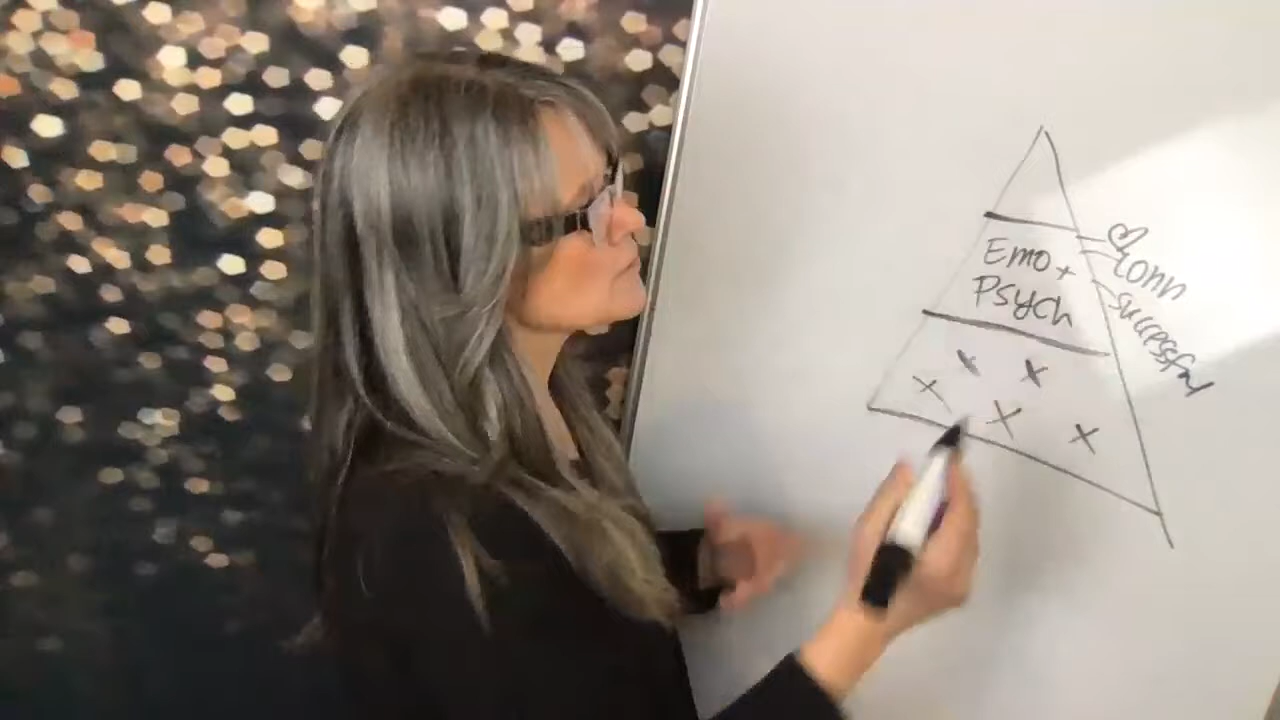 Emo +
Psych
♡
Conn
successful